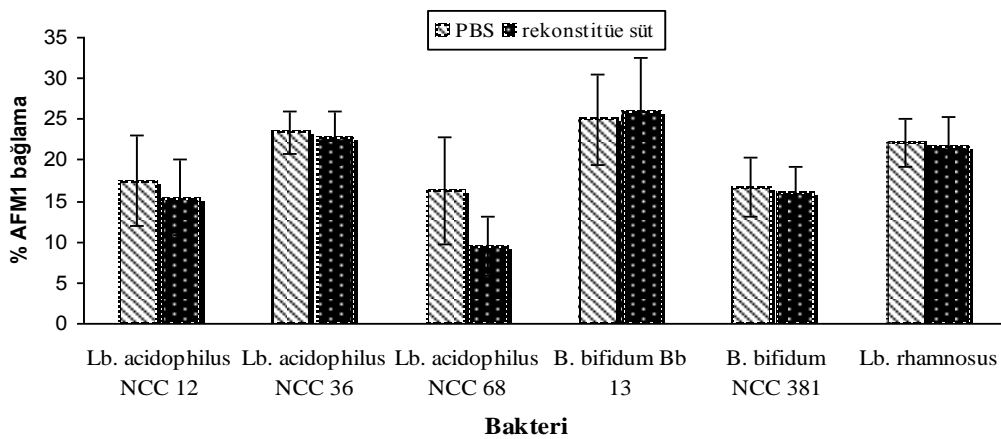 PBS rekonstitüe süt
% AFM1 bağlama
35
30
25
20
15
10
5
0
Lb. acidophilus NCC 12
Lb. acidophilus NCC 36
Lb. acidophilus NCC 68
B. bifidum Bb 13
B. bifidum NCC 381
Lb. rhamnosus
Bakteri